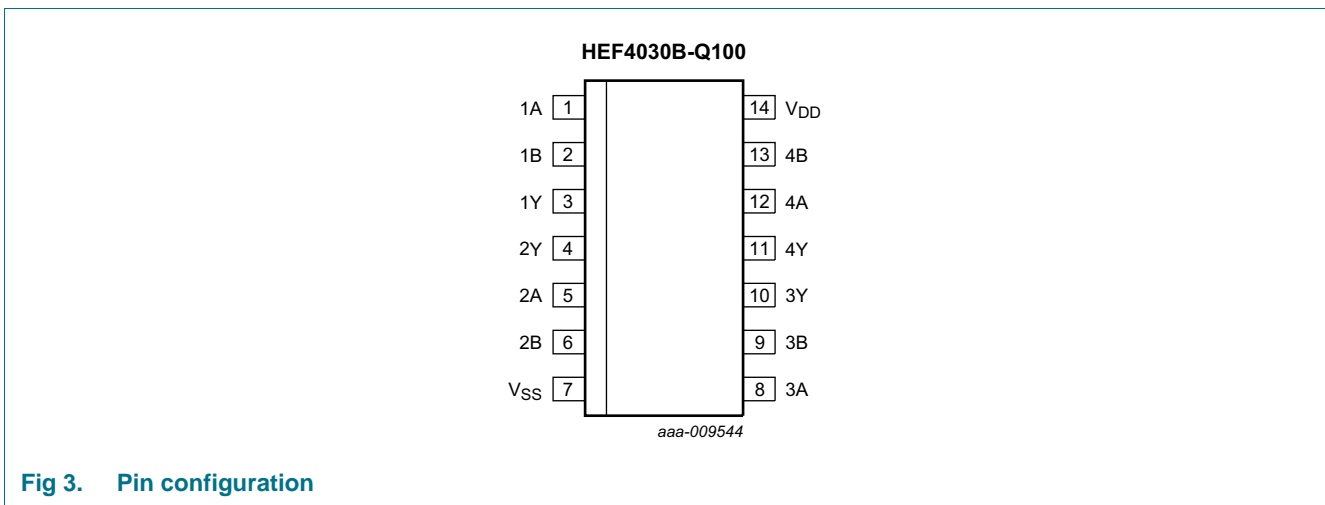 HEF4030B-Q100
1A 1 14 VDD
1B 2 13 4B
1Y 3 12 4A
2Y 4 11 4Y
2A 5 10 3Y
2B 6 9 3B
VSS 7 8 3A
aaa-009544
Fig 3. Pin configuration